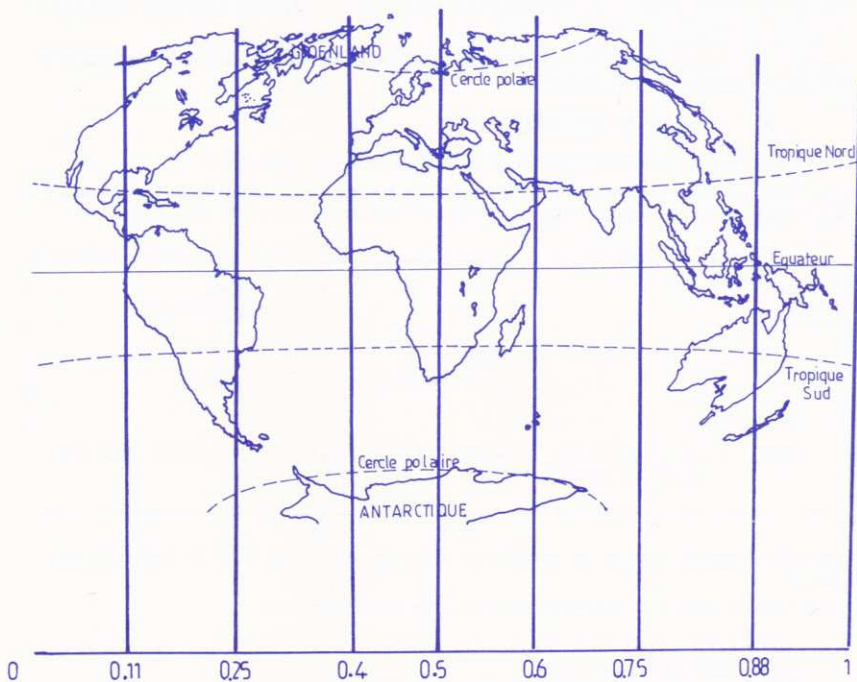 GROENLAND
Cercle polaire
Tropique Nord
Equateur
Tropique
Sud
Cercle polaire
ANTARCTIQUE
0 0.11 0.25 0.4 0.5 0.6 0.75 0.88 1